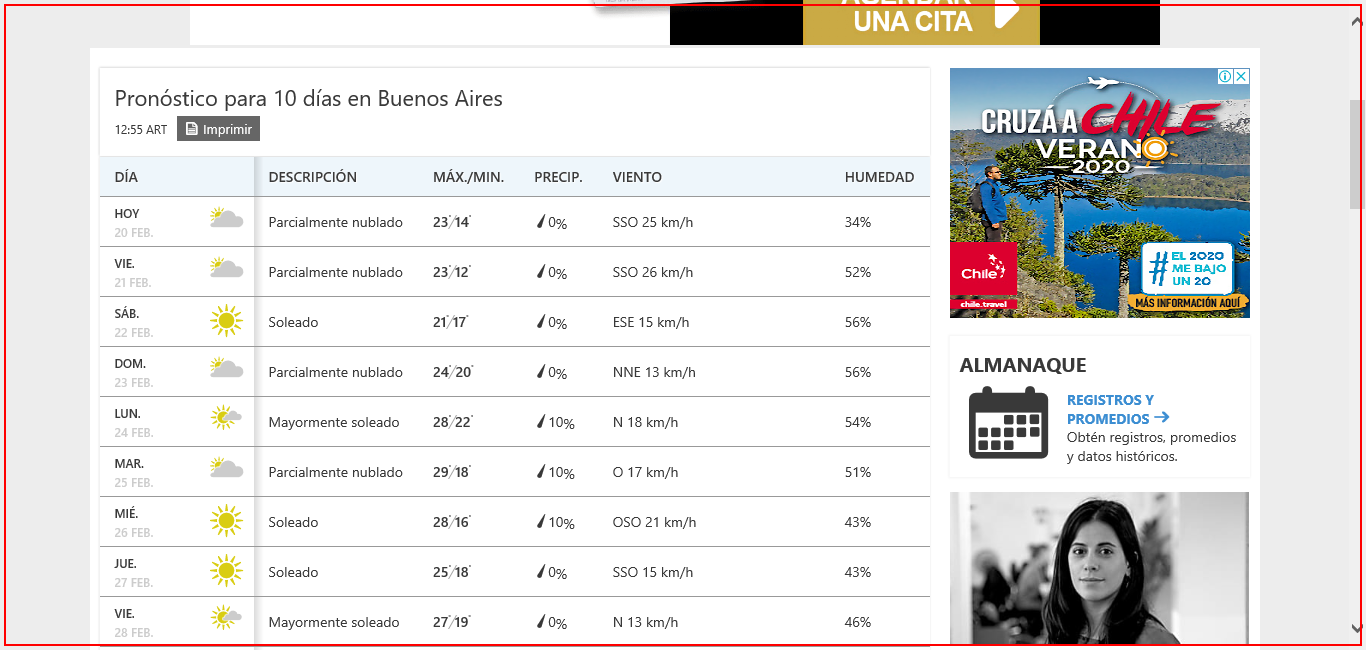 UNA CITA
Pronóstico para 10 días en Buenos Aires
12:55 ART Imprimir
DÍA DESCRIPCIÓN MÁX./MIN. PRECIP. VIENTO HUMEDAD
HOY
20 FEB. Parcialmente nublado 23°/14° 0% SSO 25 km/h 34%
VIE.
21 FEB. Parcialmente nublado 23°/12° 0% SSO 26 km/h 52%
SÁB.
22 FEB. Soleado 21°/17° 0% ESE 15 km/h 56%
DOM.
23 FEB. Parcialmente nublado 24°/20° 0% NNE 13 km/h 56%
LUN.
24 FEB. Mayormente soleado 28°/22° 10% N 18 km/h 54%
MAR.
25 FEB. Parcialmente nublado 29°/18° 10% O 17 km/h 51%
MIÉ.
26 FEB. Soleado 28°/16° 10% OSO 21 km/h 43%
JUE.
27 FEB. Soleado 25°/18° 0% SSO 15 km/h 43%
VIE.
28 FEB. Mayormente soleado 27°/19° 0% N 13 km/h 46%
CRUZÁ A CHILE
VERANO
2020
Chile
chile.travel
#EL 2020
ME BAJO
UN 20
MÁS INFORMACIÓN AQUÍ
ALMANAQUE
REGISTROS Y
PROMEDIOS →
Obtén registros, promedios
y datos históricos.